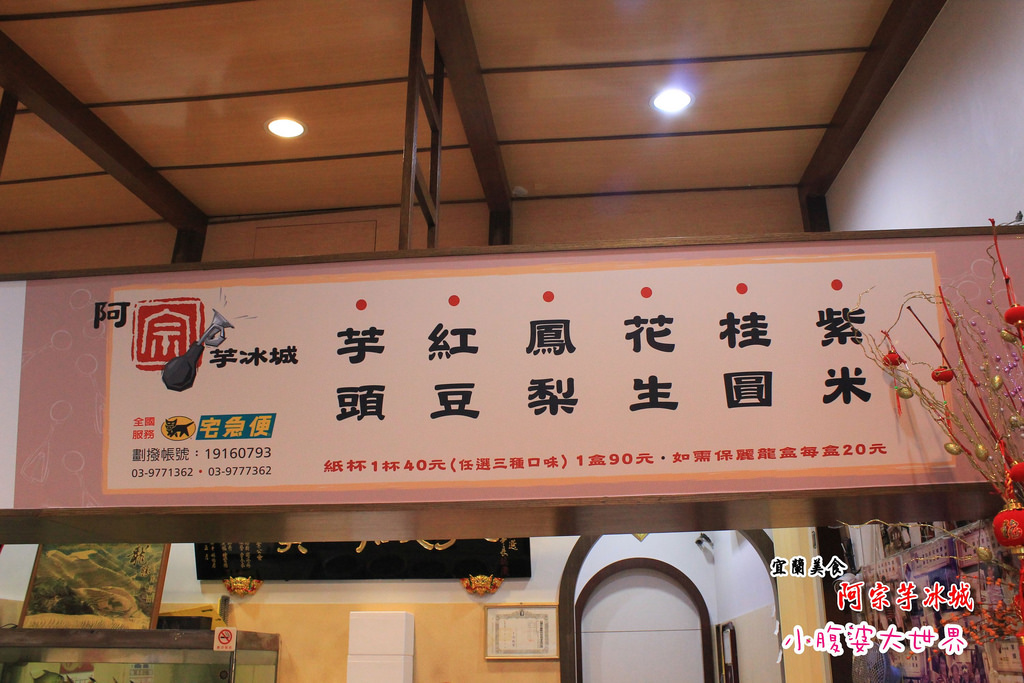 阿宗芋冰城
芋頭
紅豆
鳳梨
花生
桂圓
紫米
全國服務 宅急便
劃撥帳號：19160793
03-9771362・03-9777362
紙杯1杯40元(任選三種口味) 1盒90元・如需保麗龍盒每盒20元
宜蘭美食
阿宗芋冰城
小腹婆大世界